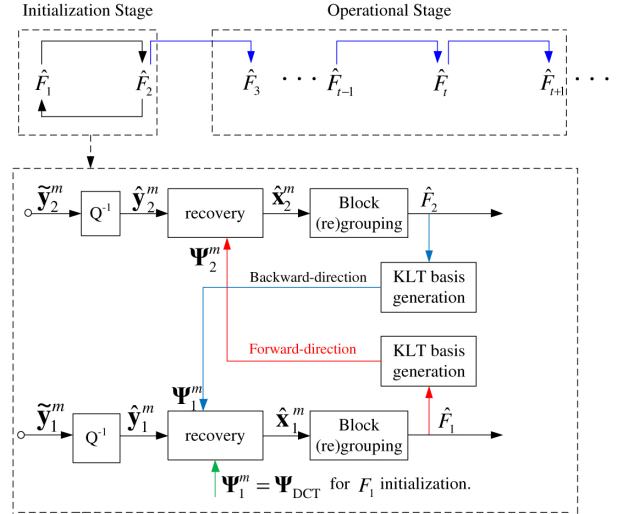 Initialization Stage
Operational Stage
F̂₁
F̂₂
F̂₃
· · ·
F̂ₜ₋₁
F̂ₜ
F̂ₜ₊₁
· · ·
ỹ₂ᵐ
Q⁻¹
ŷ₂ᵐ
recovery
x̂₂ᵐ
Block
(re)grouping
F̂₂
Ψ₂ᵐ
Backward-direction
KLT basis
generation
Forward-direction
KLT basis
generation
Ψ₁ᵐ
ỹ₁ᵐ
Q⁻¹
ŷ₁ᵐ
recovery
x̂₁ᵐ
Block
(re)grouping
F̂₁
Ψ₁ᵐ = Ψ_DCT for F₁ initialization.